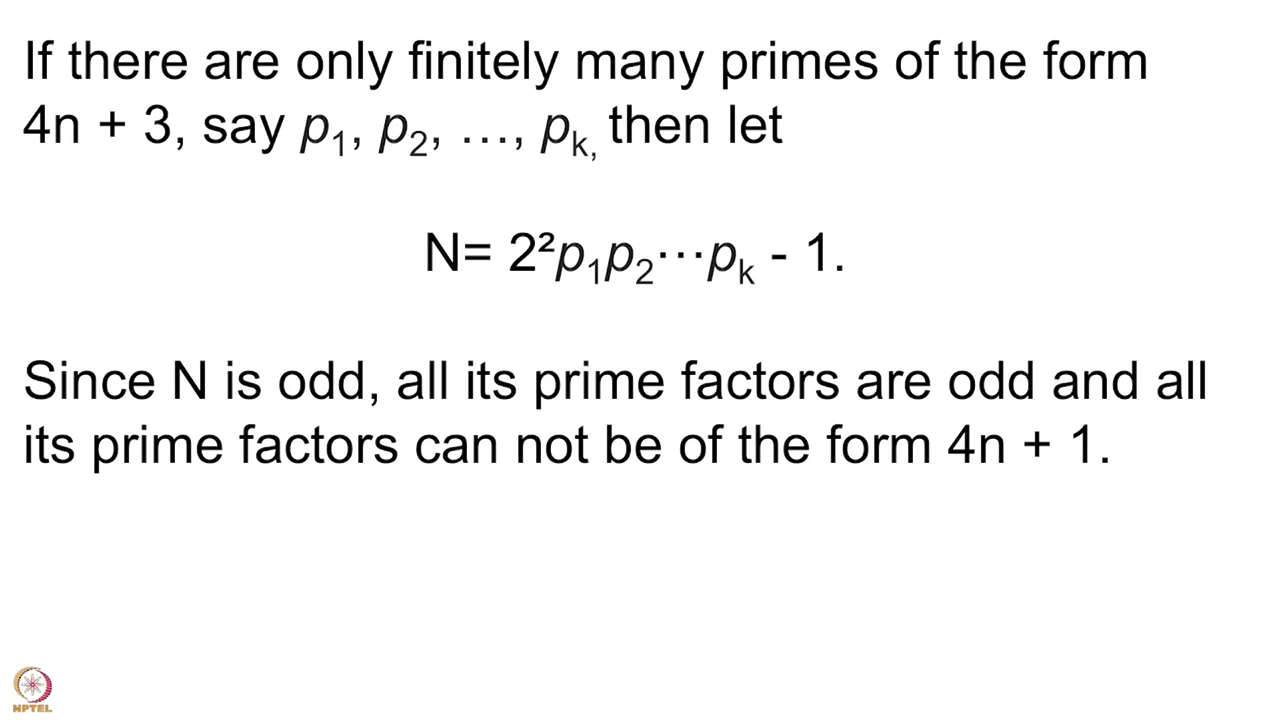 If there are only finitely many primes of the form
4n + 3, say p₁, p₂, …, pₖ, then let
N= 2²p₁p₂⋯pₖ - 1.
Since N is odd, all its prime factors are odd and all
its prime factors can not be of the form 4n + 1.
NPTEL